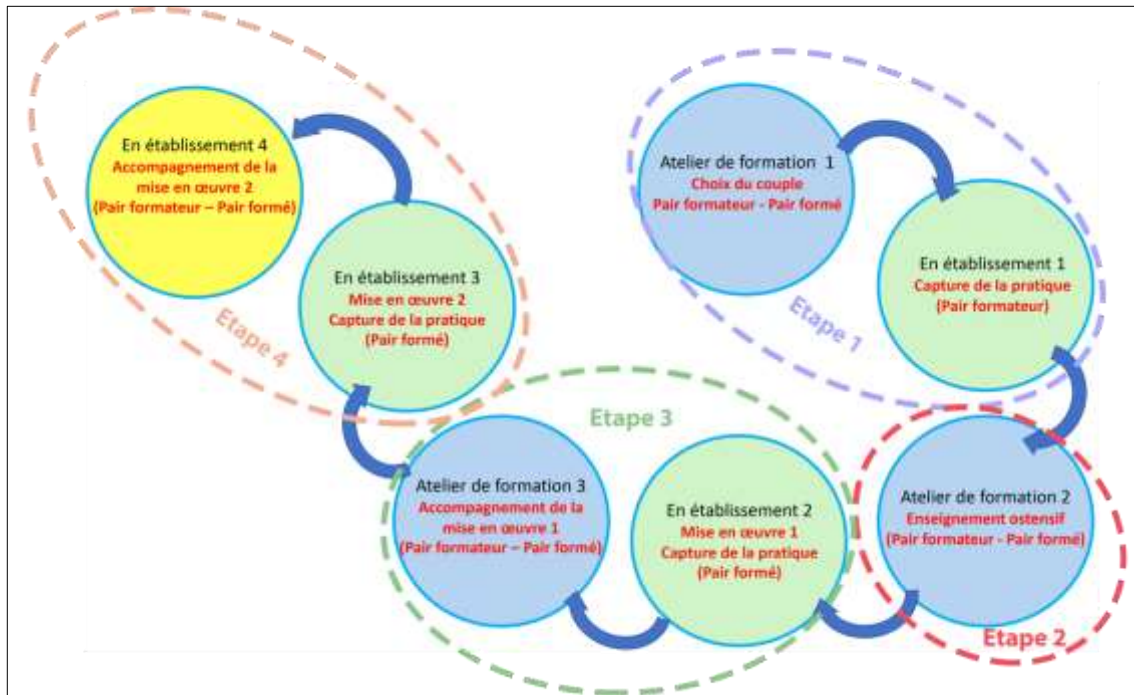 Atelier de formation 1
Choix du couple
Pair formateur - Pair formé
En établissement 1
Capture de la pratique
(Pair formateur)
Etape 1
Atelier de formation 2
Enseignement ostensif
(Pair formateur - Pair formé)
Etape 2
Etape 3
En établissement 2
Mise en œuvre 1
Capture de la pratique
(Pair formé)
Atelier de formation 3
Accompagnement de la
mise en œuvre 1
(Pair formateur – Pair formé)
En établissement 3
Mise en œuvre 2
Capture de la pratique
(Pair formé)
Etape 4
En établissement 4
Accompagnement de la
mise en œuvre 2
(Pair formateur – Pair formé)